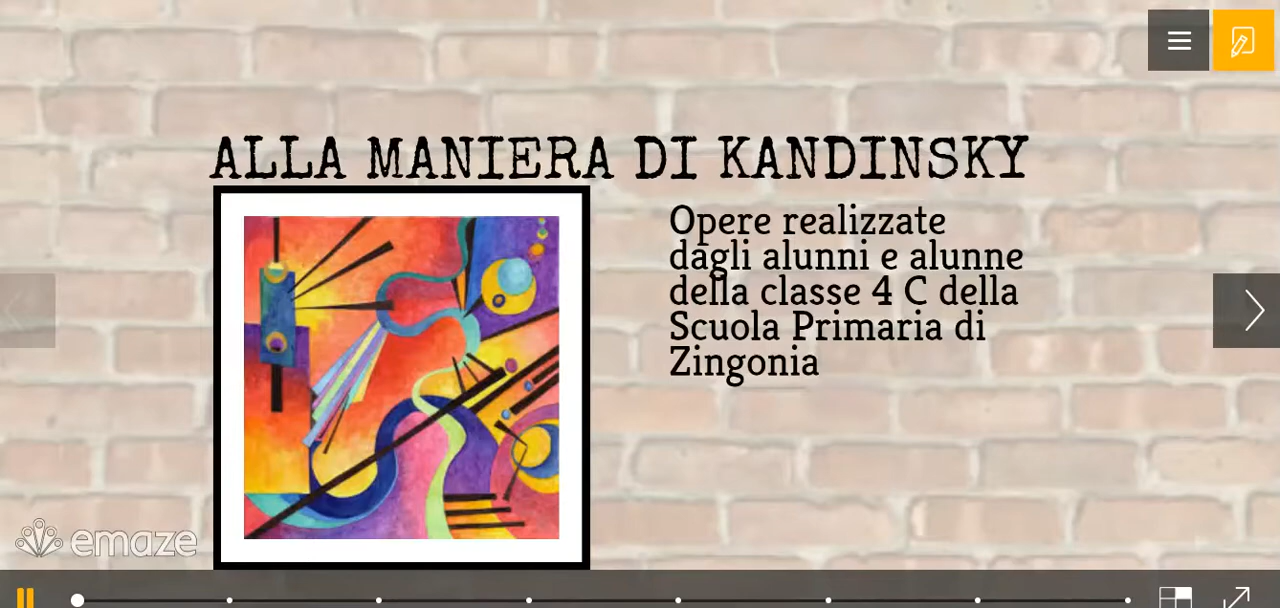 ALLA MANIERA DI KANDINSKY
Opere realizzate
dagli alunni e alunne
della classe 4 C della
Scuola Primaria di
Zingonia
emaze